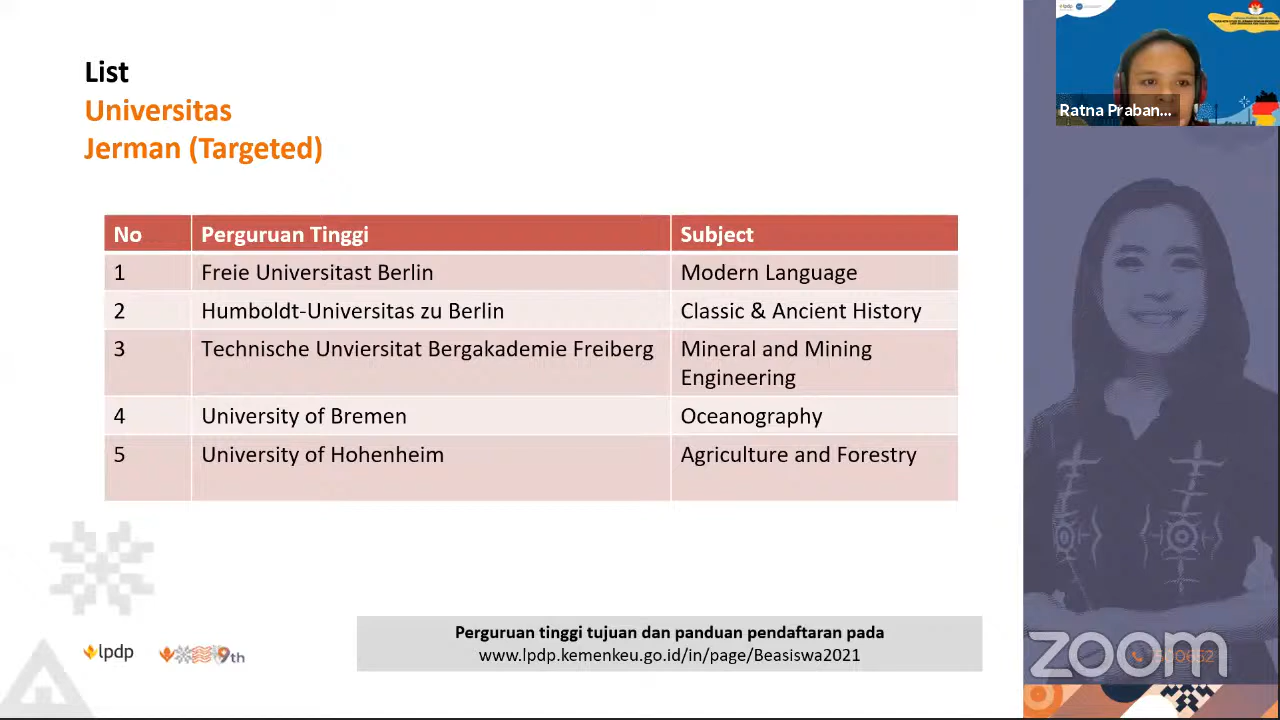 List
Universitas
Jerman (Targeted)
No Perguruan Tinggi Subject
1 Freie Universitast Berlin Modern Language
2 Humboldt-Universitas zu Berlin Classic & Ancient History
3 Technische Unviersitat Bergakademie Freiberg Mineral and Mining
Engineering
4 University of Bremen Oceanography
5 University of Hohenheim Agriculture and Forestry
Perguruan tinggi tujuan dan panduan pendaftaran pada
www.lpdp.kemenkeu.go.id/in/page/Beasiswa2021
lpdp
9th
lpdp
Ratna Praban...
zoom